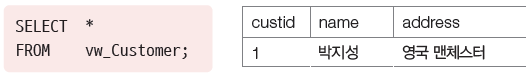 SELECT *
FROM vw_Customer;
custid name address
1 박지성 영국 맨체스터